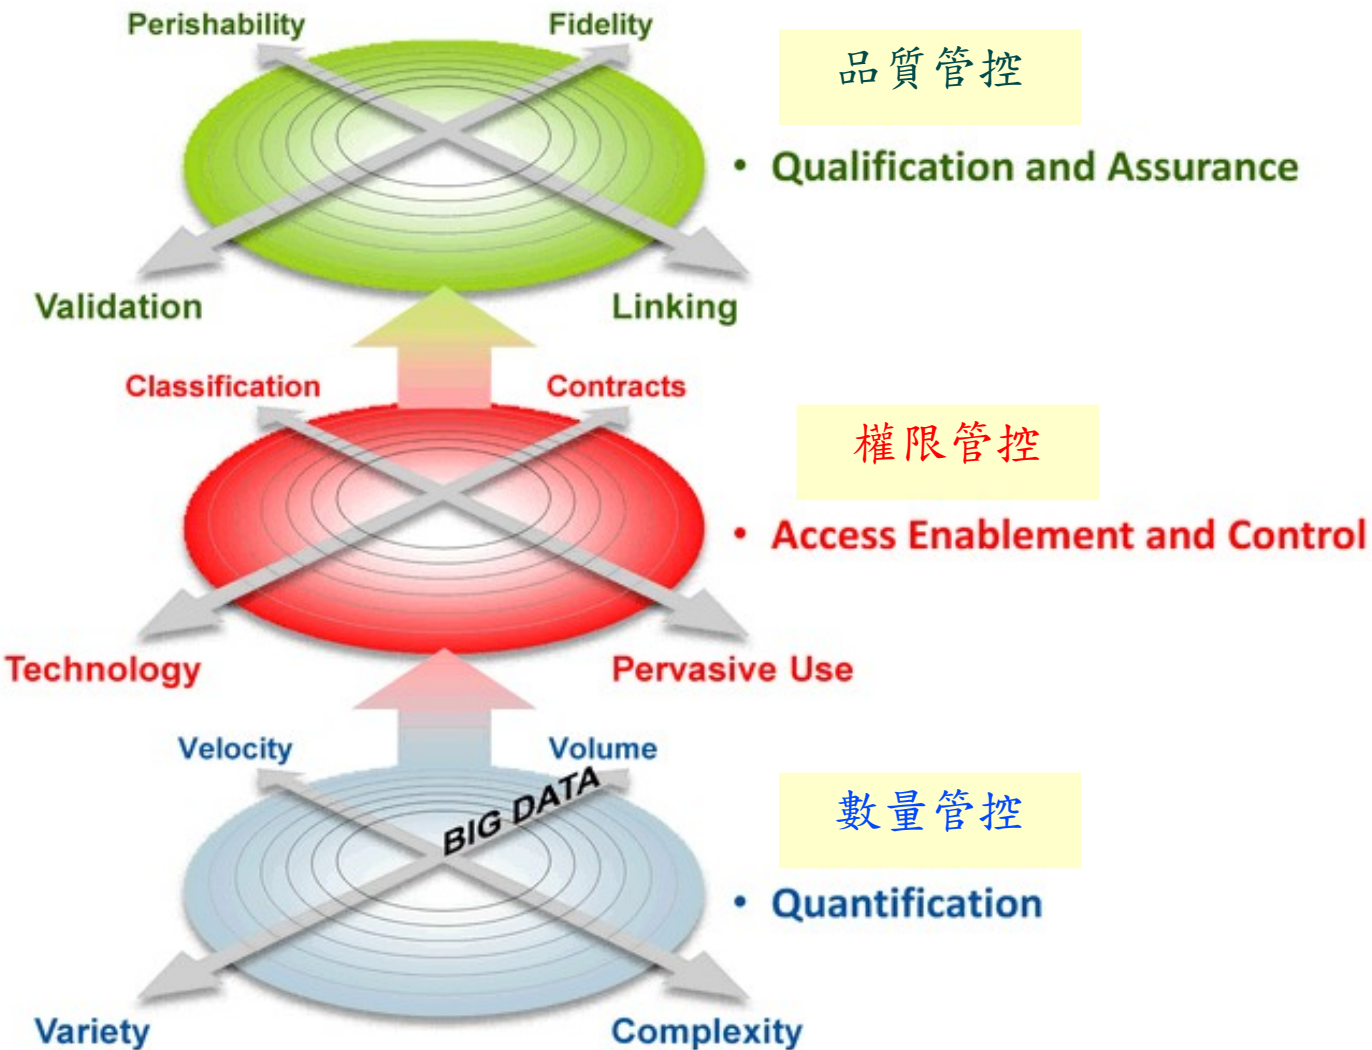 Perishability
Fidelity
品質管控
• Qualification and Assurance
Validation
Linking
Classification
Contracts
權限管控
• Access Enablement and Control
Technology
Pervasive Use
Velocity
Volume
BIG DATA
數量管控
• Quantification
Variety
Complexity